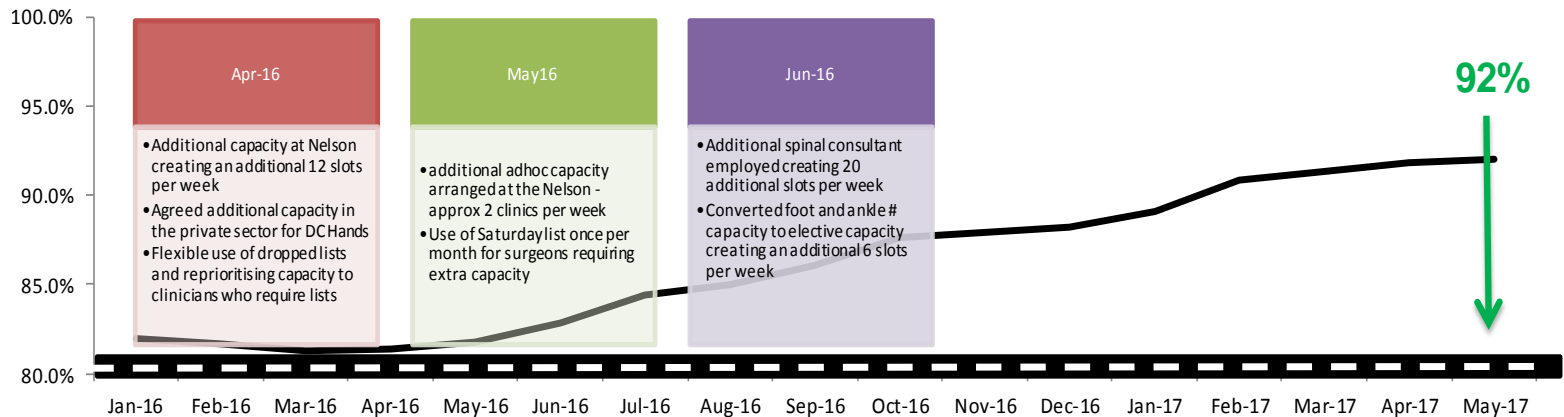 100.0%
95.0%
90.0%
85.0%
80.0%
Apr-16
•Additional capacity at Nelson
creating an additional 12 slots
per week
•Agreed additional capacity in
the private sector for DC Hands
•Flexible use of dropped lists
and reprioritising capacity to
clinicians who require lists
May16
•additional adhoc capacity
arranged at the Nelson -
approx 2 clinics per week
•Use of Saturday list once per
month for surgeons requiring
extra capacity
Jun-16
•Additional spinal consultant
employed creating 20
additional slots per week
•Converted foot and ankle #
capacity to elective capacity
creating an additional 6 slots
per week
92%
Jan-16 Feb-16 Mar-16 Apr-16 May-16 Jun-16 Jul-16 Aug-16 Sep-16 Oct-16 Nov-16 Dec-16 Jan-17 Feb-17 Mar-17 Apr-17 May-17